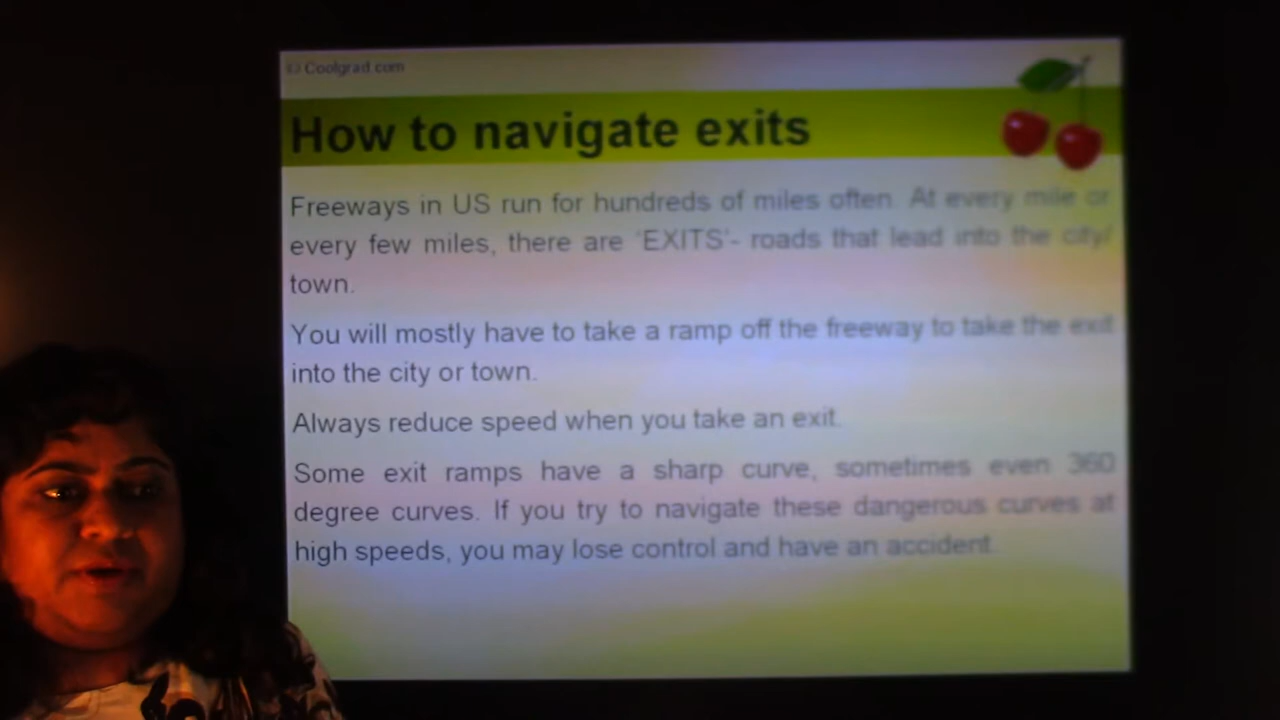 Coolgrad.com
How to navigate exits
Freeways in US run for hundreds of miles often. At every mile or
every few miles, there are 'EXITS'- roads that lead into the city/
town.
You will mostly have to take a ramp off the freeway to take the exit
into the city or town.
Always reduce speed when you take an exit.
Some exit ramps have a sharp curve, sometimes even 360
degree curves. If you try to navigate these dangerous curves at
high speeds, you may lose control and have an accident.